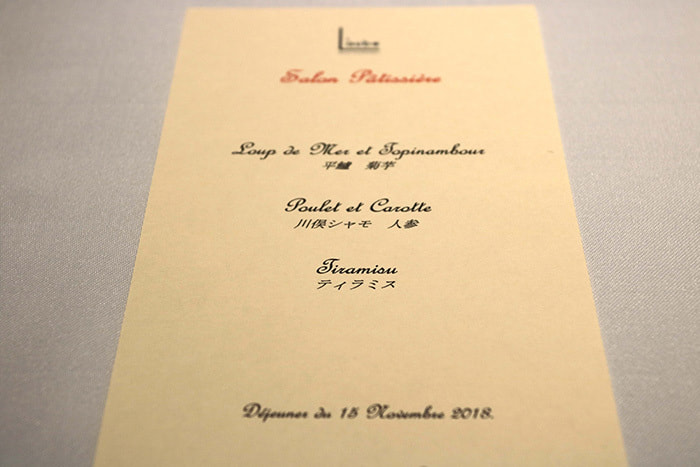 Salon Pâtissière
Loup de Mer et Topinambour
平鱸 菊芋
Poulet et Carotte
川俣シャモ 人参
Tiramisu
ティラミス
Déjeuner du 15 Novembre 2018.